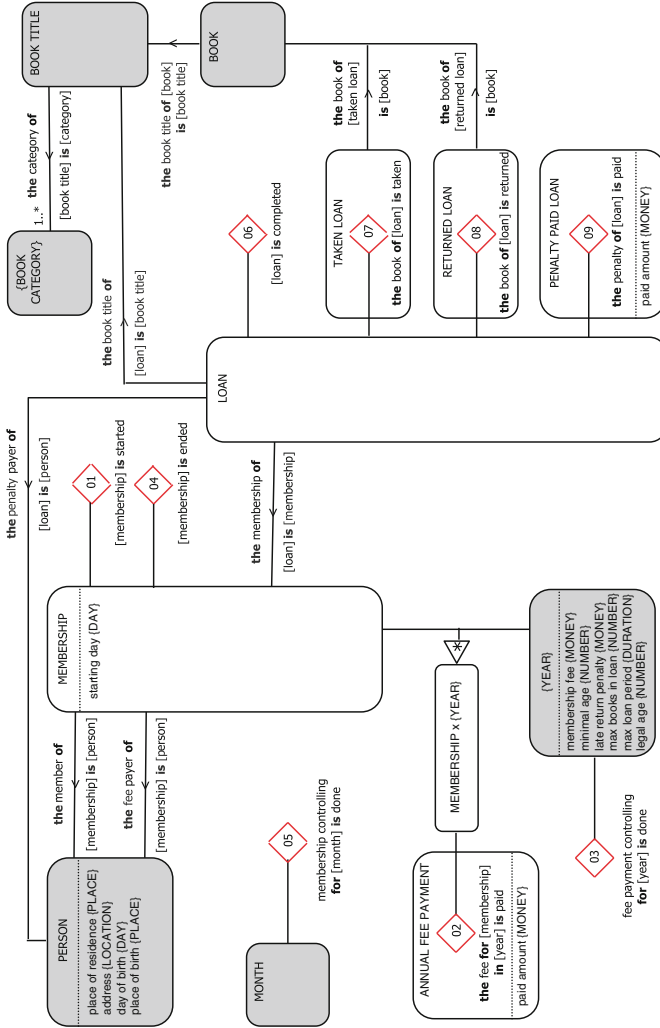 PERSON
place of residence {PLACE}
address {LOCATION}
day of birth {DAY}
place of birth {PLACE}
the member of
[membership] is [person]
the fee payer of
[membership] is [person]
the penalty payer of
[loan] is [person]
MEMBERSHIP
starting day {DAY}
01
[membership] is started
04
[membership] is ended
the membership of
[loan] is [membership]
LOAN
the book title of
[loan] is [book title]
{BOOK
CATEGORY}
1..*
the category of
[book title] is [category]
BOOK TITLE
the book title of [book]
is [book title]
BOOK
06
[loan] is completed
TAKEN LOAN
07
the book of [loan] is taken
the book of
[taken loan]
is [book]
RETURNED LOAN
08
the book of [loan] is returned
the book of
[returned loan]
is [book]
PENALTY PAID LOAN
09
the penalty of [loan] is paid
paid amount {MONEY}
MONTH
05
membership controlling
for [month] is done
ANNUAL FEE PAYMENT
02
the fee for [membership]
in [year] is paid
paid amount {MONEY}
MEMBERSHIP x {YEAR}
*
{YEAR}
membership fee {MONEY}
minimal age {NUMBER}
late return penalty {MONEY}
max books in loan {NUMBER}
max loan period {DURATION}
legal age {NUMBER}
03
fee payment controlling
for [year] is done